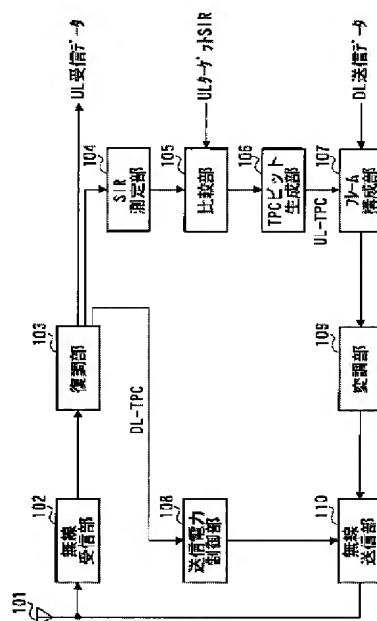 101
102
無線
受信部
103
復調部
UL受信データ
104
SIR
測定部
105
比較部
ULターゲットSIR
106
TPCビット
生成部
UL-TPC
107
フレーム
構成部
DL送信データ
DL-TPC
108
送信電力
制御部
109
変調部
110
無線
送信部